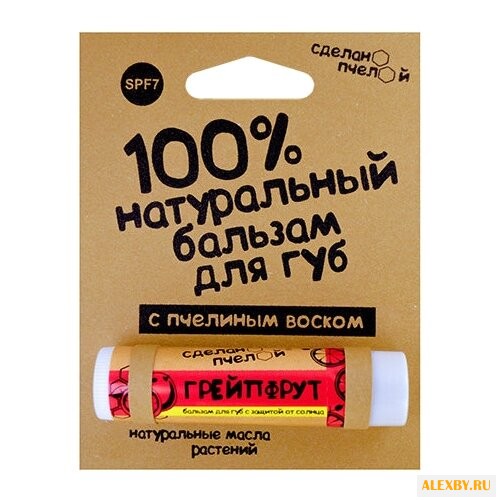 SPF7
сделано
пчелой
100%
натуральный
бальзам
для губ
с пчелиным воском
сделано
пчелой
ГРЕЙПФРУТ
бальзам для губ с защитой от солнца
натуральные масла
растений
ALEXBY.RU